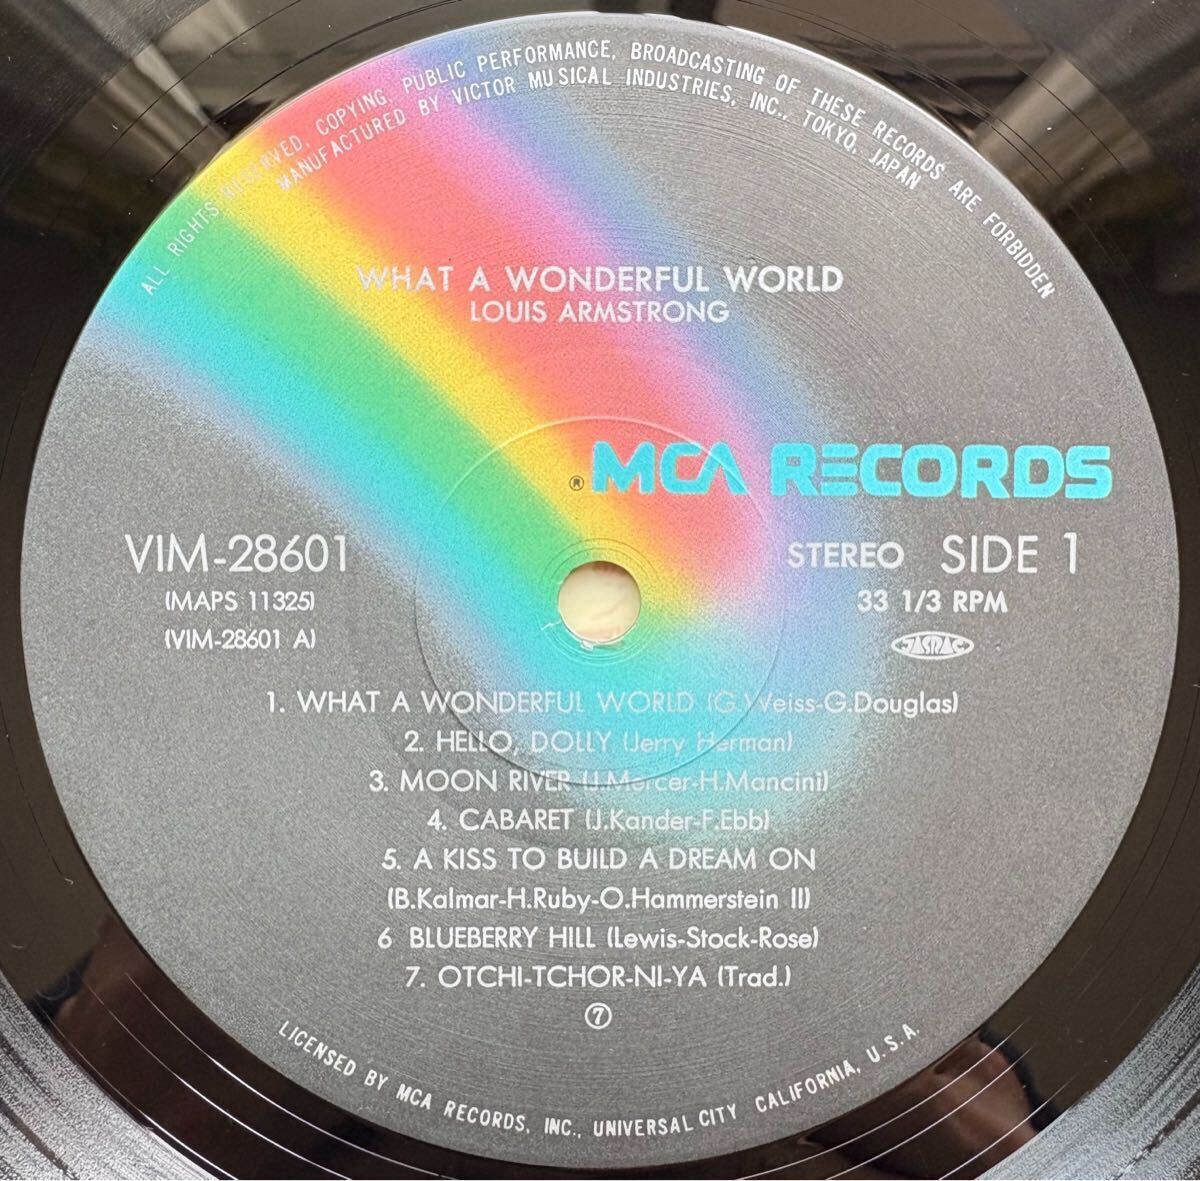 ALL RIGHTS RESERVED, COPYING, PUBLIC PERFORMANCE, BROADCASTING OF THESE RECORDS ARE FORBIDDEN
MANUFACTURED BY VICTOR MUSICAL INDUSTRIES, INC., TOKYO, JAPAN
WHAT A WONDERFUL WORLD
LOUIS ARMSTRONG
® MCA RECORDS
VIM-28601
(MAPS 11325)
(VIM-28601 A)
STEREO SIDE 1
33 1/3 RPM
JASRAC
1. WHAT A WONDERFUL WORLD (G.Weiss-G.Douglas)
2. HELLO, DOLLY (Jerry Herman)
3. MOON RIVER (J.Mercer-H.Mancini)
4. CABARET (J.Kander-F.Ebb)
5. A KISS TO BUILD A DREAM ON
(B.Kalmar-H.Ruby-O.Hammerstein II)
6 BLUEBERRY HILL (Lewis-Stock-Rose)
7. OTCHI-TCHOR-NI-YA (Trad.)
⑦
LICENSED BY MCA RECORDS, INC., UNIVERSAL CITY CALIFORNIA, U.S.A.